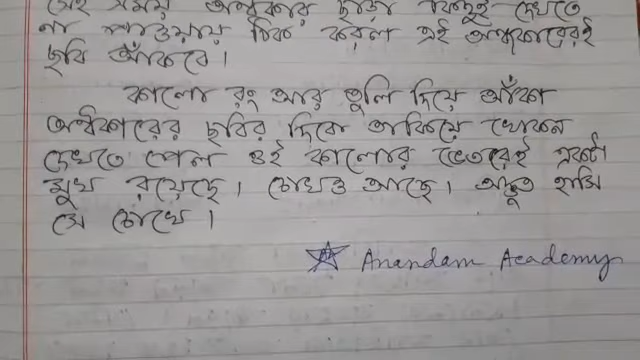 সেই সময় অন্ধকার ছাড়া কিছুই দেখতে
না পাওয়ায় ঠিক করল এই অন্ধকারেরই
ছবি আঁকবে।
কালো রং আর তুলি দিয়ে আঁকা
অন্ধকারের ছবির দিকে তাকিয়ে খোকন
দেখতে পেল ওই কালোর ভেতরেই একটা
মুখ রয়েছে। চোখও আছে। অদ্ভুত হাসি
সে চোখে।
Anandam Academy